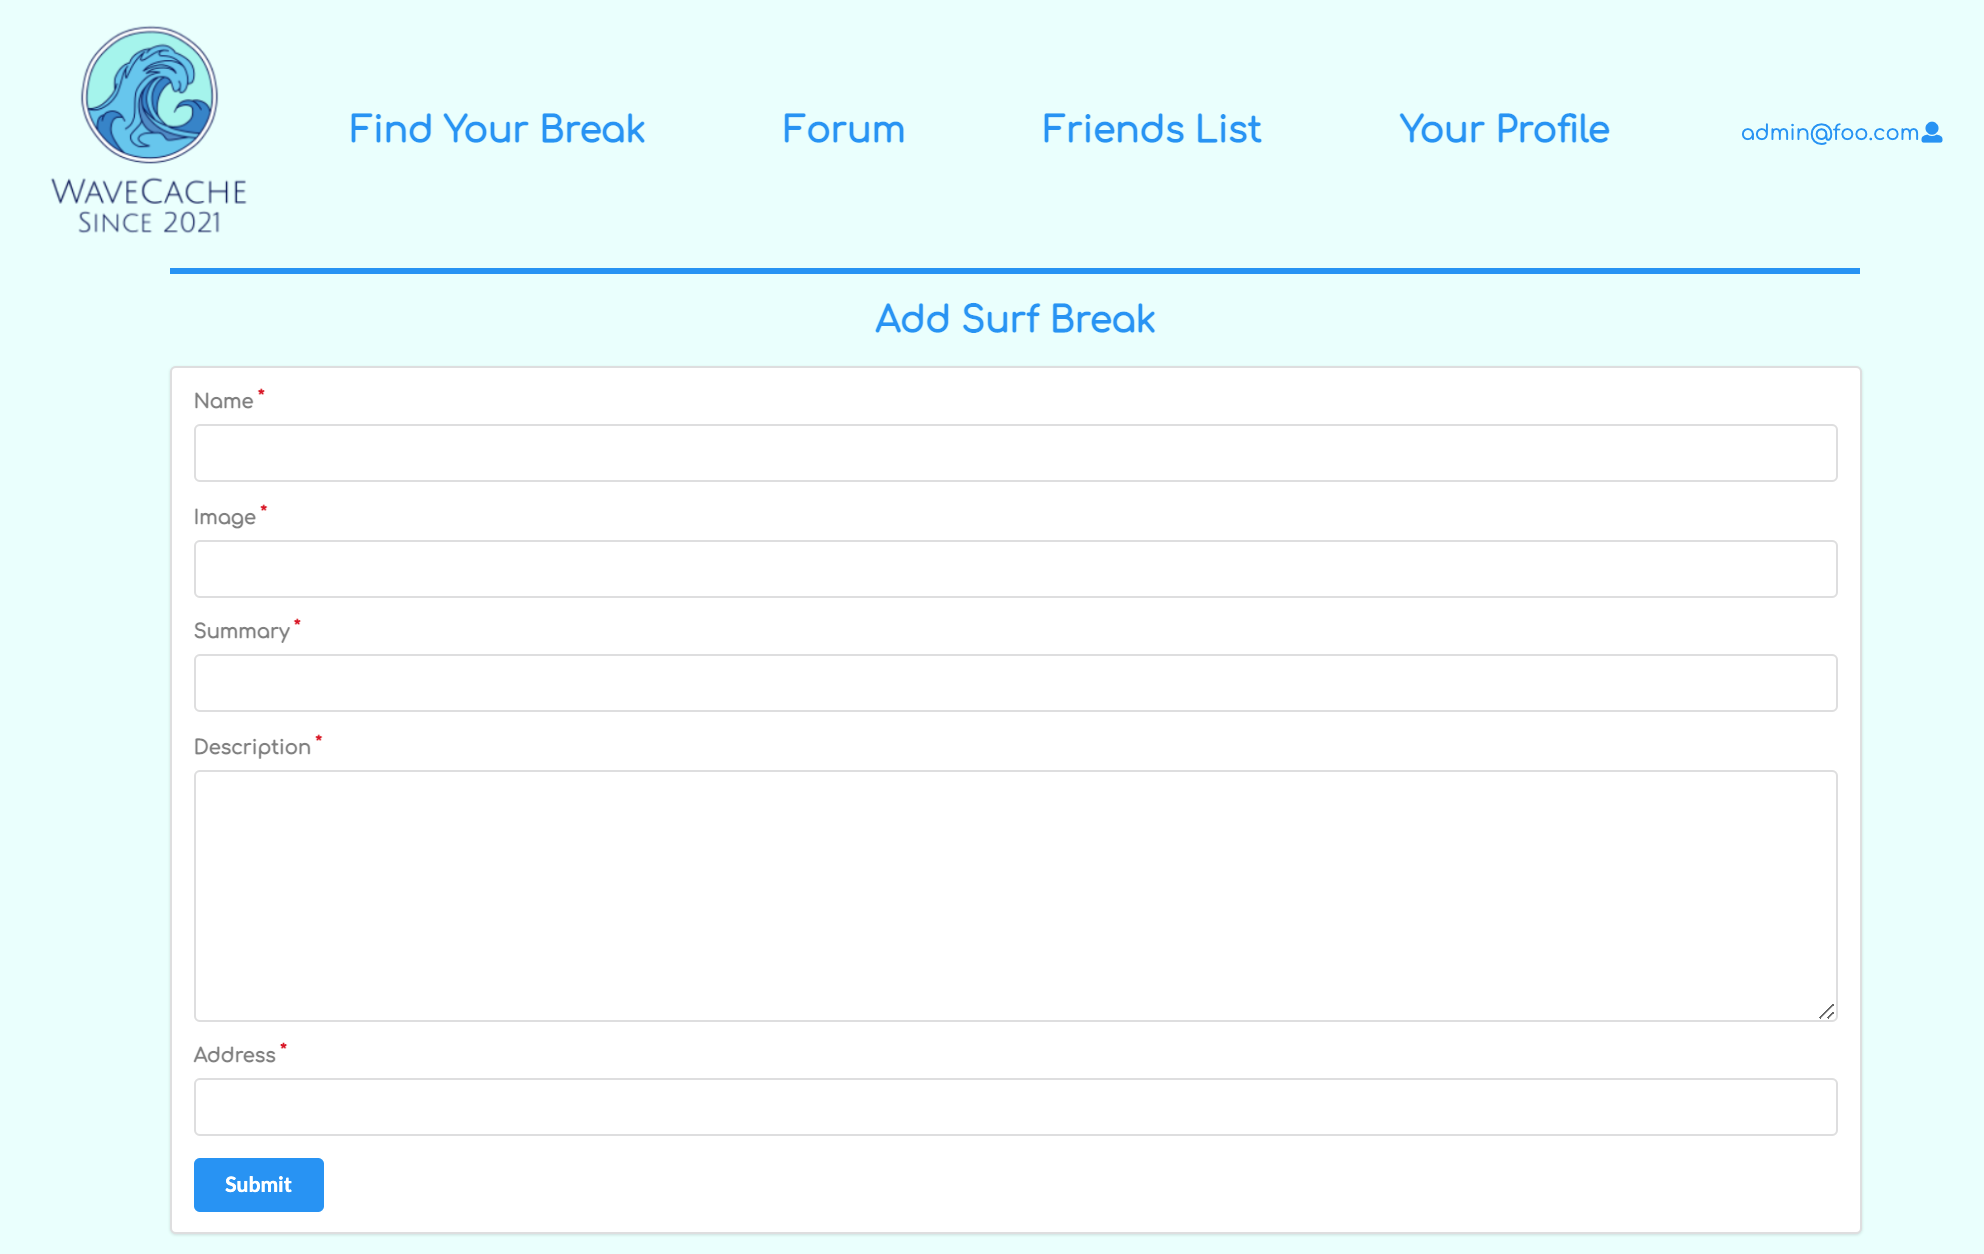 WAVECACHE
SINCE 2021
Find Your Break
Forum
Friends List
Your Profile
admin@foo.com
Add Surf Break
Name*
Image*
Summary*
Description*
Address*
Submit